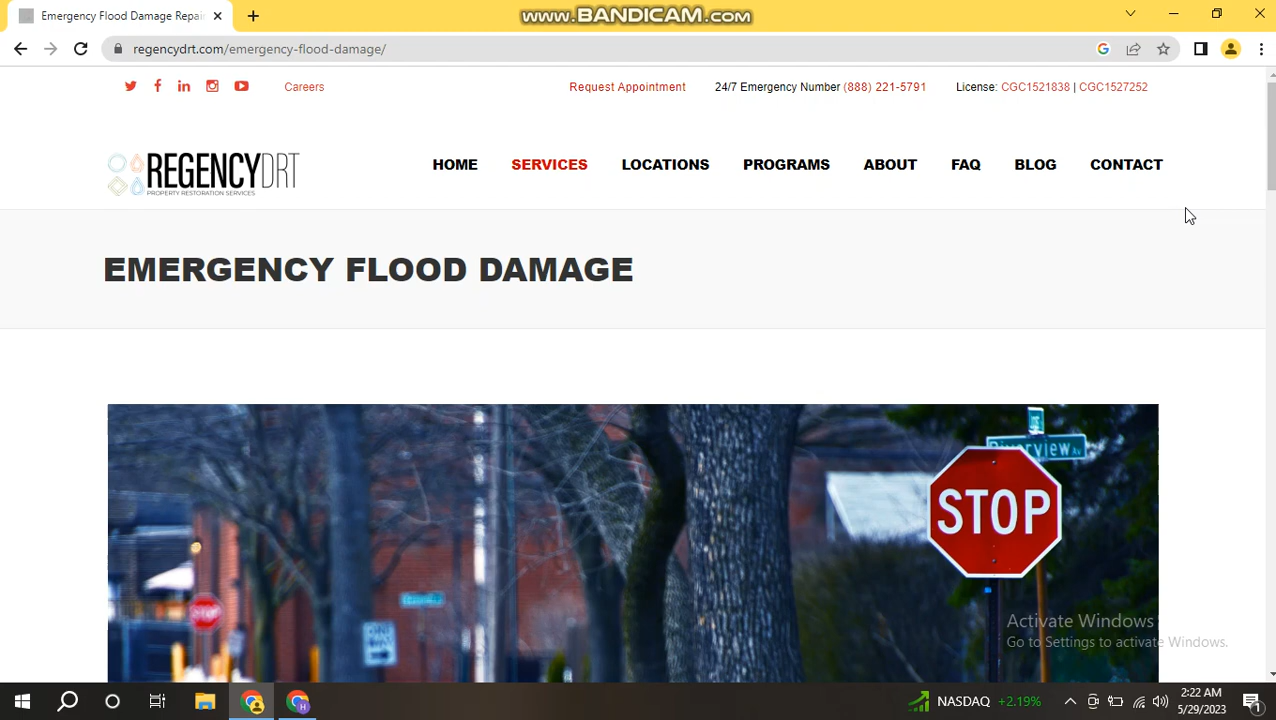 Emergency Flood Damage Repair
www.BANDICAM.com
regencydrt.com/emergency-flood-damage/
Careers
Request Appointment
24/7 Emergency Number (888) 221-5791
License: CGC1521838 | CGC1527252
REGENCYDRT
PROPERTY RESTORATION SERVICES
HOME
SERVICES
LOCATIONS
PROGRAMS
ABOUT
FAQ
BLOG
CONTACT
EMERGENCY FLOOD DAMAGE
Riverview
STOP
Activate Windows
Go to Settings to activate Windows.
NASDAQ +2.19%
2:22 AM
5/29/2023
1